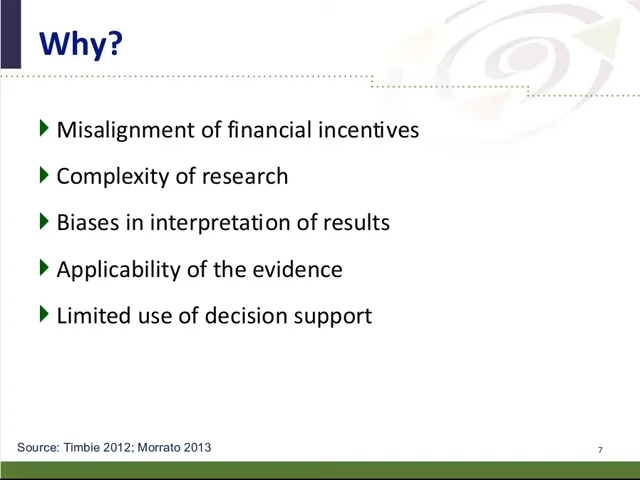 Why?
Misalignment of financial incentives
Complexity of research
Biases in interpretation of results
Applicability of the evidence
Limited use of decision support
Source: Timbie 2012; Morrato 2013
7